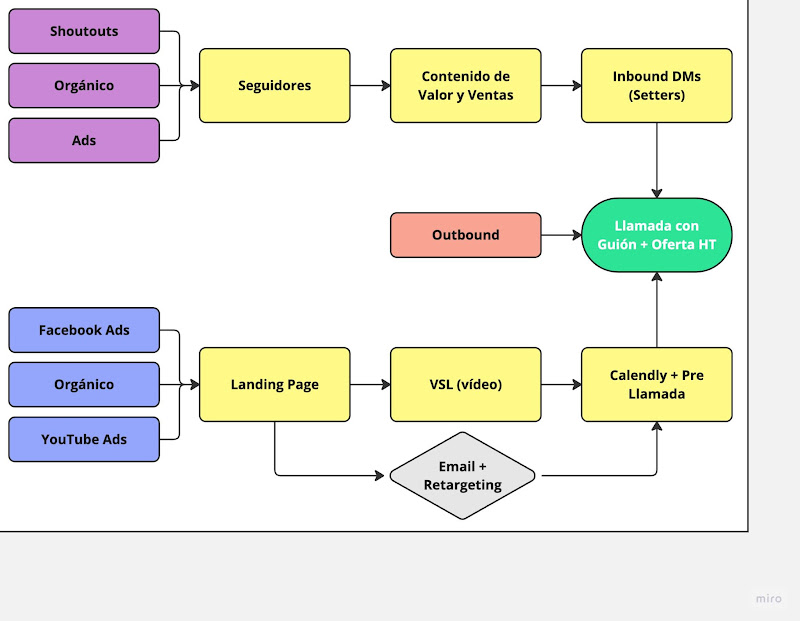 Shoutouts
Orgánico
Ads
Seguidores
Contenido de
Valor y Ventas
Inbound DMs
(Setters)
Outbound
Llamada con
Guión + Oferta HT
Facebook Ads
Orgánico
YouTube Ads
Landing Page
VSL (vídeo)
Calendly + Pre
Llamada
Email +
Retargeting
miro